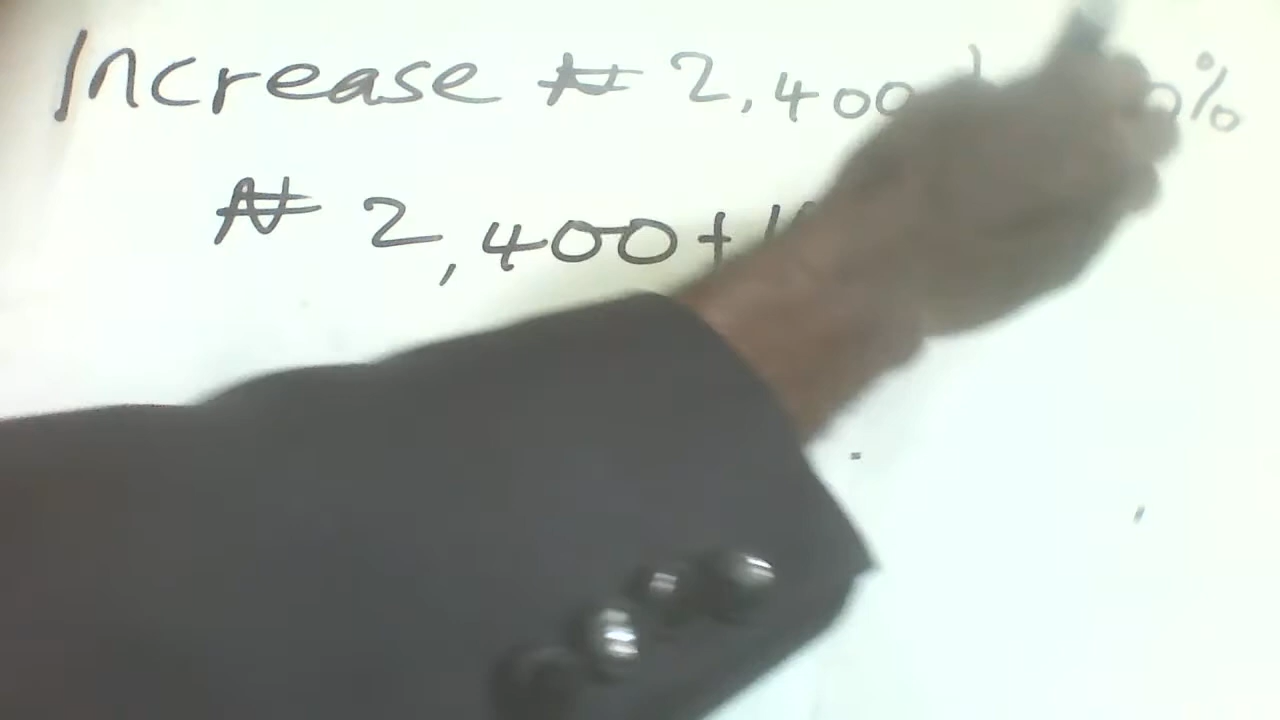 Increase ₦ 2,400 %
₦ 2,400 +